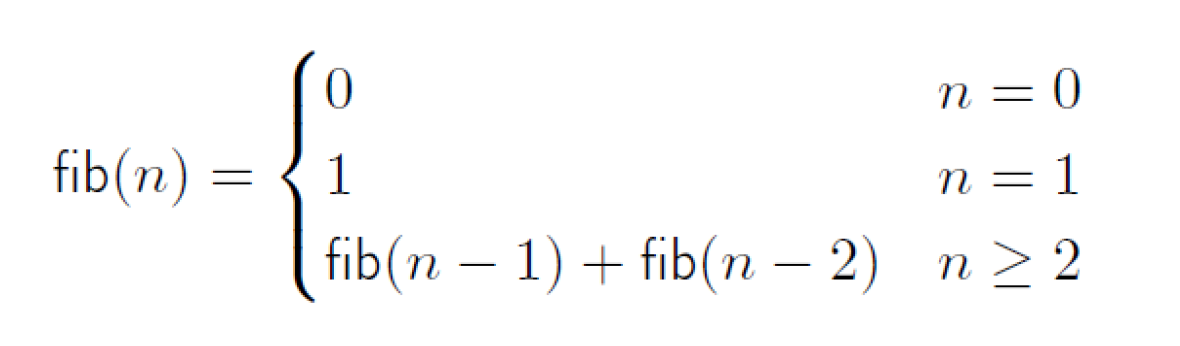 0 n = 0
fib(n) = { 1 n = 1
fib(n − 1) + fib(n − 2) n ≥ 2